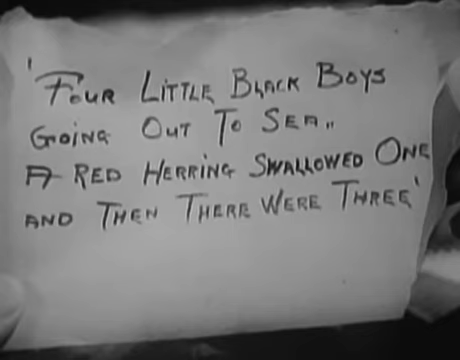 'Four Little Black Boys
Going Out To Sea..
A Red Herring Swallowed One
And Then There Were Three'